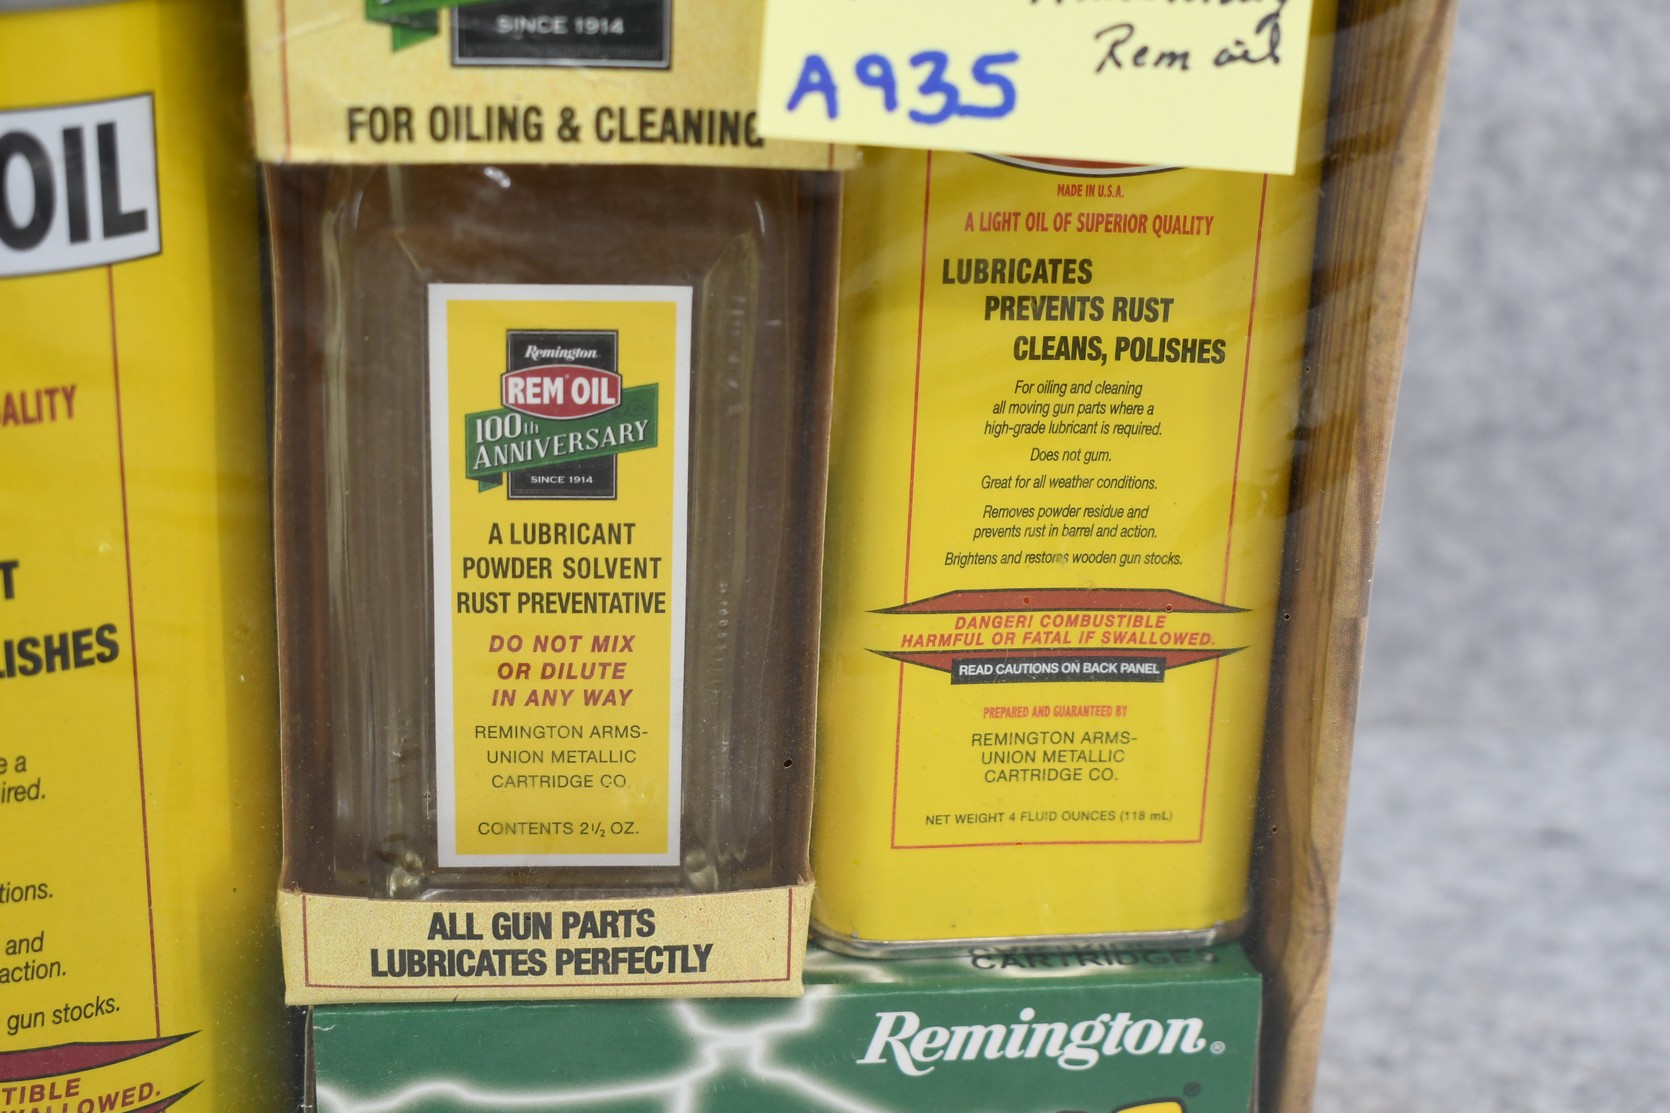 SINCE 1914
FOR OILING & CLEANING
A935
Rem oil
OIL
ALITY
T
LISHES
e a
ired.
tions.
and
action.
gun stocks.
TIBLE
WALLOWED.
Remington
REM OIL
100th
ANNIVERSARY
SINCE 1914
A LUBRICANT
POWDER SOLVENT
RUST PREVENTATIVE
DO NOT MIX
OR DILUTE
IN ANY WAY
REMINGTON ARMS-
UNION METALLIC
CARTRIDGE CO.
CONTENTS 2 1/2 OZ.
ALL GUN PARTS
LUBRICATES PERFECTLY
MADE IN U.S.A.
A LIGHT OIL OF SUPERIOR QUALITY
LUBRICATES
PREVENTS RUST
CLEANS, POLISHES
For oiling and cleaning
all moving gun parts where a
high-grade lubricant is required.
Does not gum.
Great for all weather conditions.
Removes powder residue and
prevents rust in barrel and action.
Brightens and restores wooden gun stocks.
DANGER! COMBUSTIBLE
HARMFUL OR FATAL IF SWALLOWED.
READ CAUTIONS ON BACK PANEL
PREPARED AND GUARANTEED BY
REMINGTON ARMS-
UNION METALLIC
CARTRIDGE CO.
NET WEIGHT 4 FLUID OUNCES (118 mL)
CARTRIDGES
Remington®